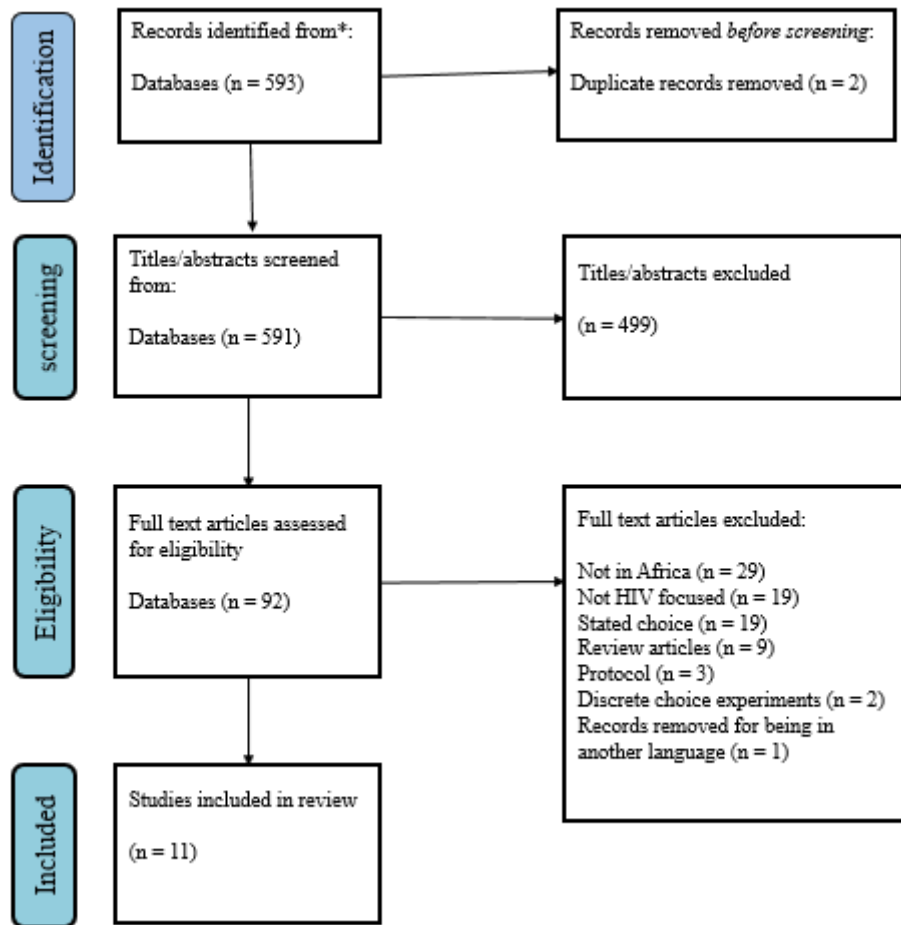 Identification
Records identified from*:
Databases (n = 593)
Records removed before screening:
Duplicate records removed (n = 2)
screening
Titles/abstracts screened
from:
Databases (n = 591)
Titles/abstracts excluded
(n = 499)
Eligibility
Full text articles assessed
for eligibility
Databases (n = 92)
Full text articles excluded:
Not in Africa (n = 29)
Not HIV focused (n = 19)
Stated choice (n = 19)
Review articles (n = 9)
Protocol (n = 3)
Discrete choice experiments (n = 2)
Records removed for being in
another language (n = 1)
Included
Studies included in review
(n = 11)